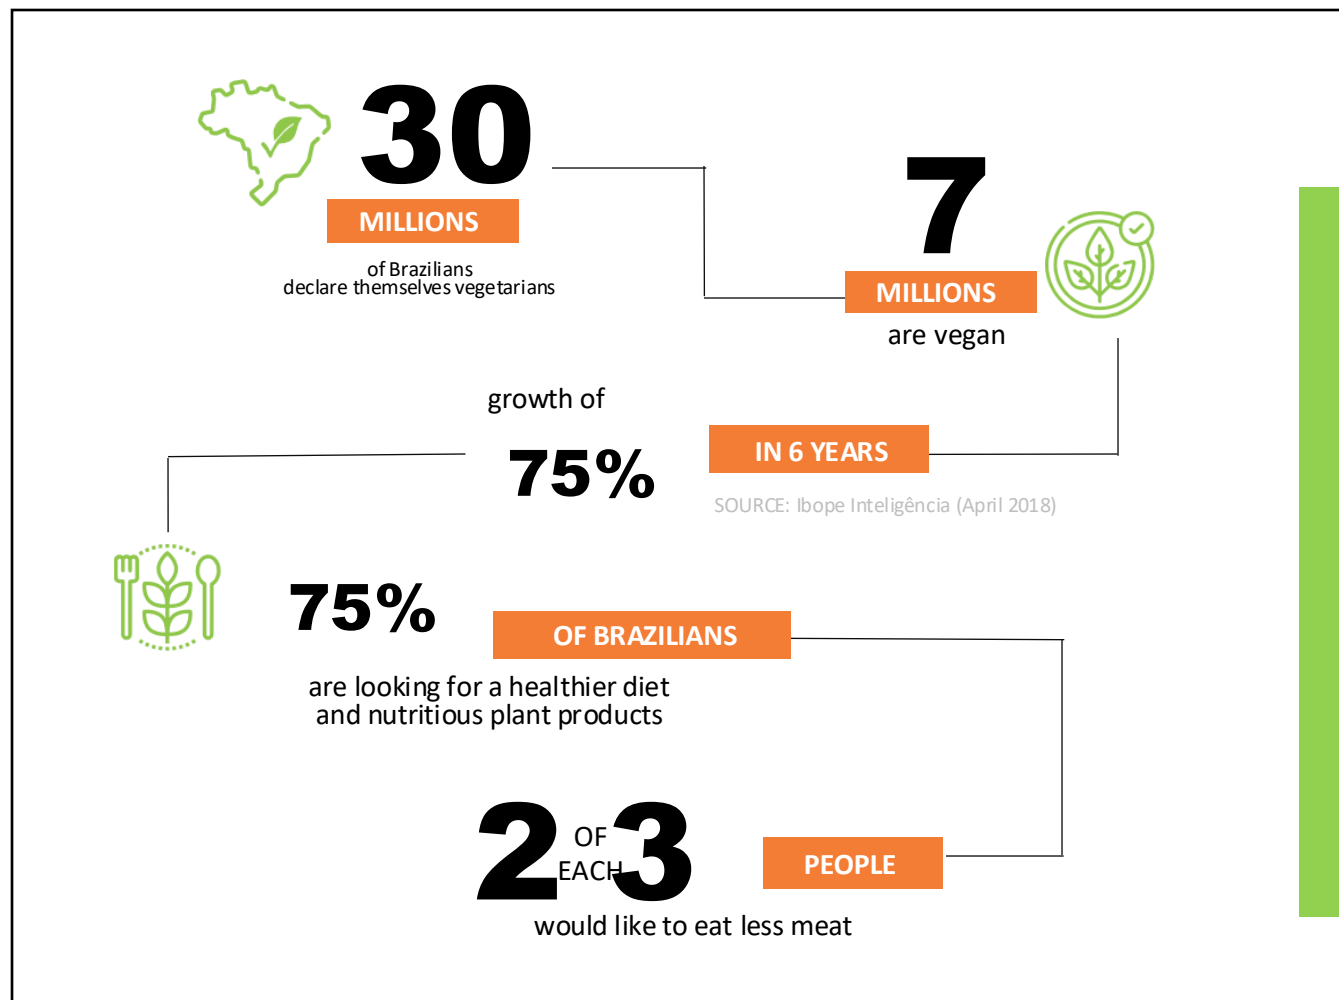 30
MILLIONS
of Brazilians
declare themselves vegetarians
7
MILLIONS
are vegan
growth of
75%
IN 6 YEARS
SOURCE: Ibope Inteligência (April 2018)
75%
OF BRAZILIANS
are looking for a healthier diet
and nutritious plant products
2 OF EACH 3
PEOPLE
would like to eat less meat